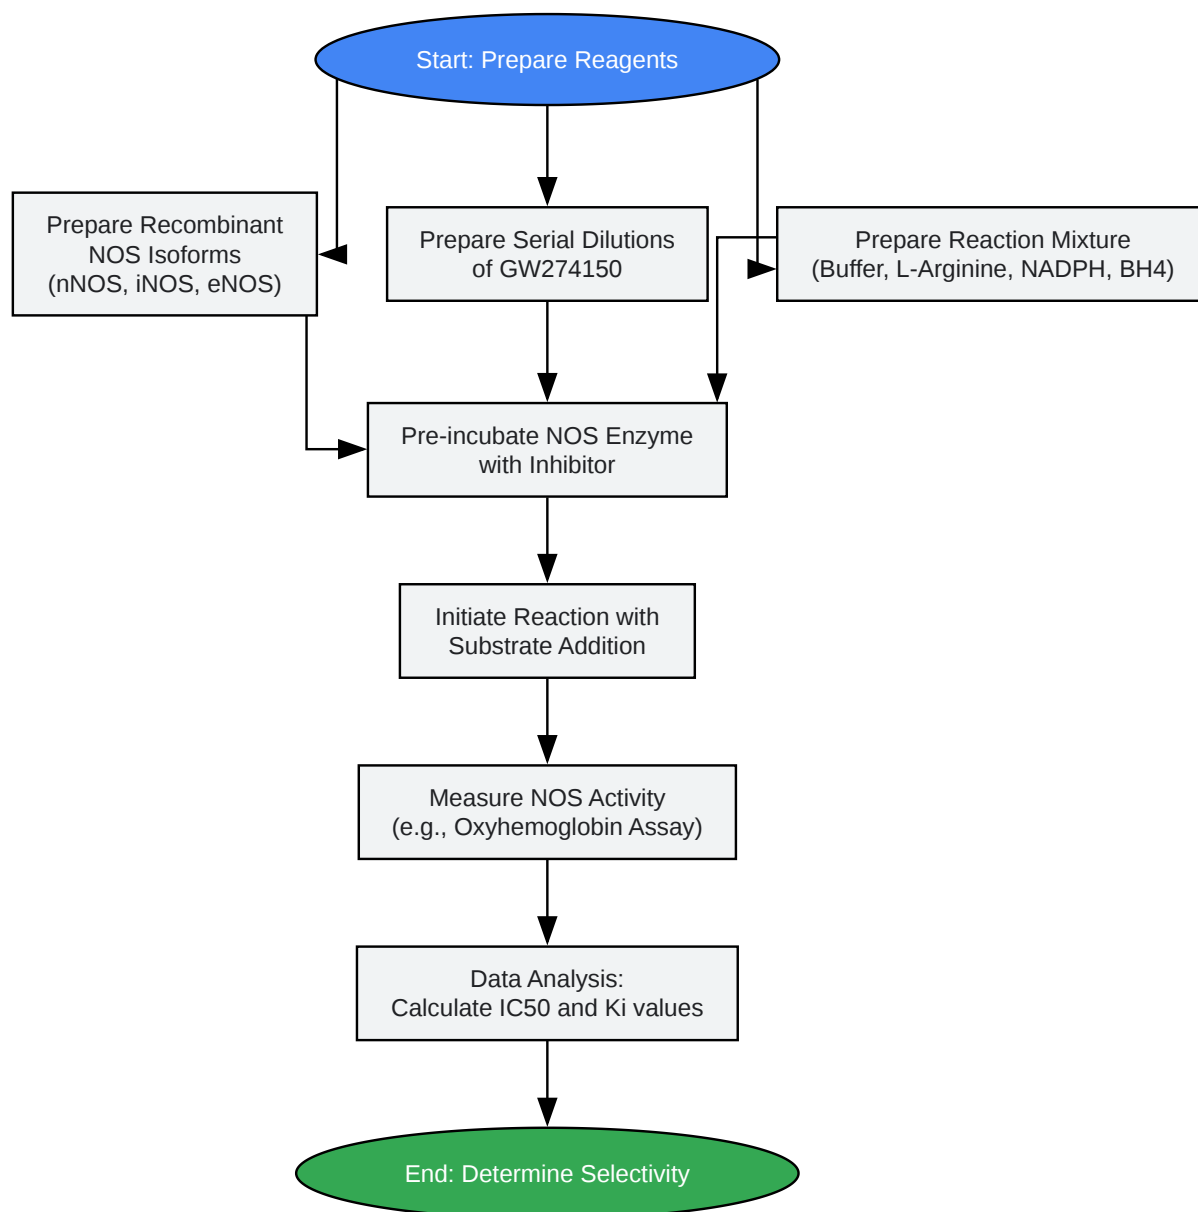 Start: Prepare Reagents
Prepare Recombinant
NOS Isoforms
(nNOS, iNOS, eNOS)
Prepare Serial Dilutions
of GW274150
Prepare Reaction Mixture
(Buffer, L-Arginine, NADPH, BH4)
Pre-incubate NOS Enzyme
with Inhibitor
Initiate Reaction with
Substrate Addition
Measure NOS Activity
(e.g., Oxyhemoglobin Assay)
Data Analysis:
Calculate IC50 and Ki values
End: Determine Selectivity